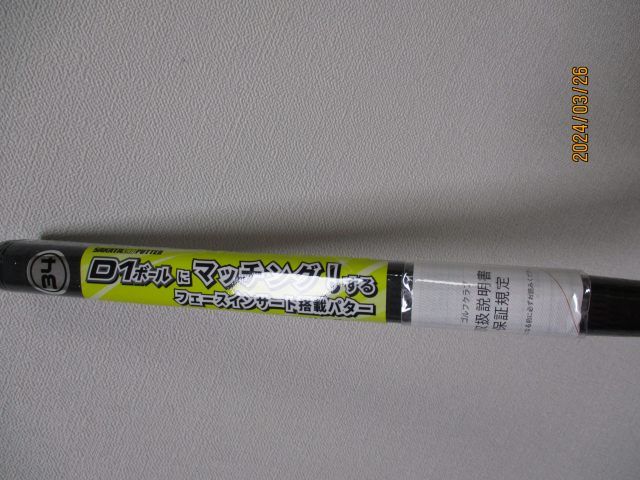 2024/03/26
34
SAKATA PUTTER
D1ボールにマッチング!する
フェースインサート搭載パター
ゴルフクラブ
取扱説明書
保証規定